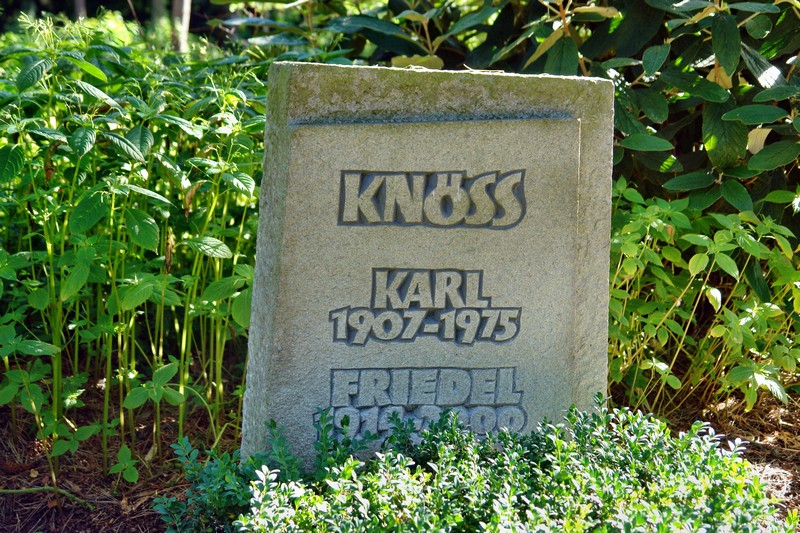 KNÖSS
KARL
1907-1975
FRIEDEL